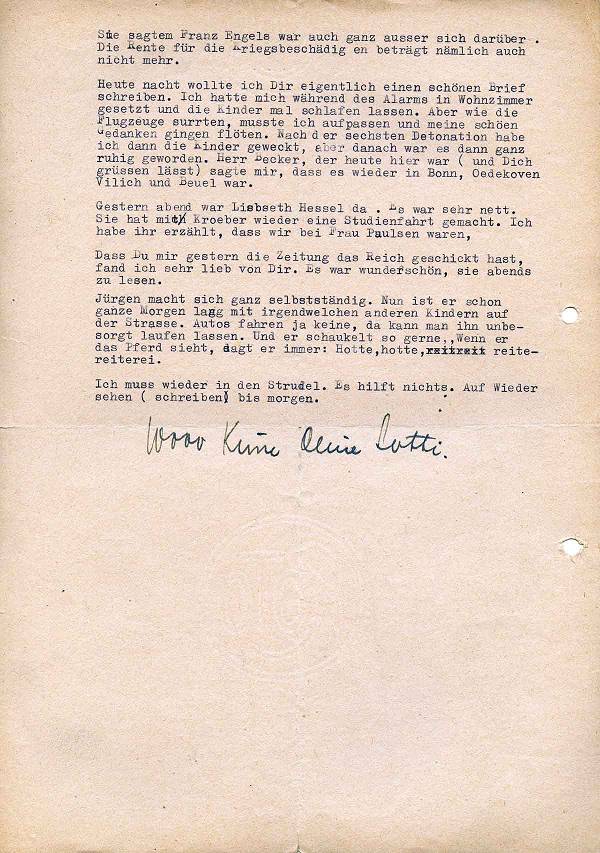 Sie sagtem Franz Engels war auch ganz ausser sich darüber .
Die Rente für die Kriegsbeschädig en beträgt nämlich auch
nicht mehr.
Heute nacht wollte ich Dir eigentlich einen schönen Brief
schreiben. Ich hatte mich während des Alarms in Wohnzimmer
gesetzt und die Kinder mal schlafen lassen. Aber wie die
Flugzeuge surrten, musste ich aufpassen und meine schöen
Gedanken gingen flöten. Nach der sechsten Detonation habe
ich dann die Kinder geweckt, aber danach war es dann ganz
ruhig geworden. Herr Becker, der heute hier war ( und Dich
grüssen lässt) sagte mir, dass es wieder in Bonn, Oedekoven
Vilich und Beuel war.
Gestern abend war Lisbseth Hessel da . Es war sehr nett.
Sie hat mit Kroeber wieder eine Studienfahrt gemacht. Ich
habe ihr erzählt, dass wir bei Frau Paulsen waren,
Dass Du mir gestern die Zeitung das Reich geschickt hast,
fand ich sehr lieb von Dir. Es war wunderschön, sie abends
zu lesen.
Jürgen macht sich ganz selbstständig. Nun ist er schon
ganze Morgen lang mit irgendwelchen anderen Kindern auf
der Strasse. Autos fahren ja keine, da kann man ihn unbe-
sorgt laufen lassen. Und er schaukelt so gerne,,Wenn er
das Pferd sieht, dagt er immer: Hotte,hotte, reite-
reiterei.
Ich muss wieder in den Strudel. Es hilft nichts. Auf Wieder
sehen ( schreiben) bis morgen.
1000 Küsse Deine Lotti.